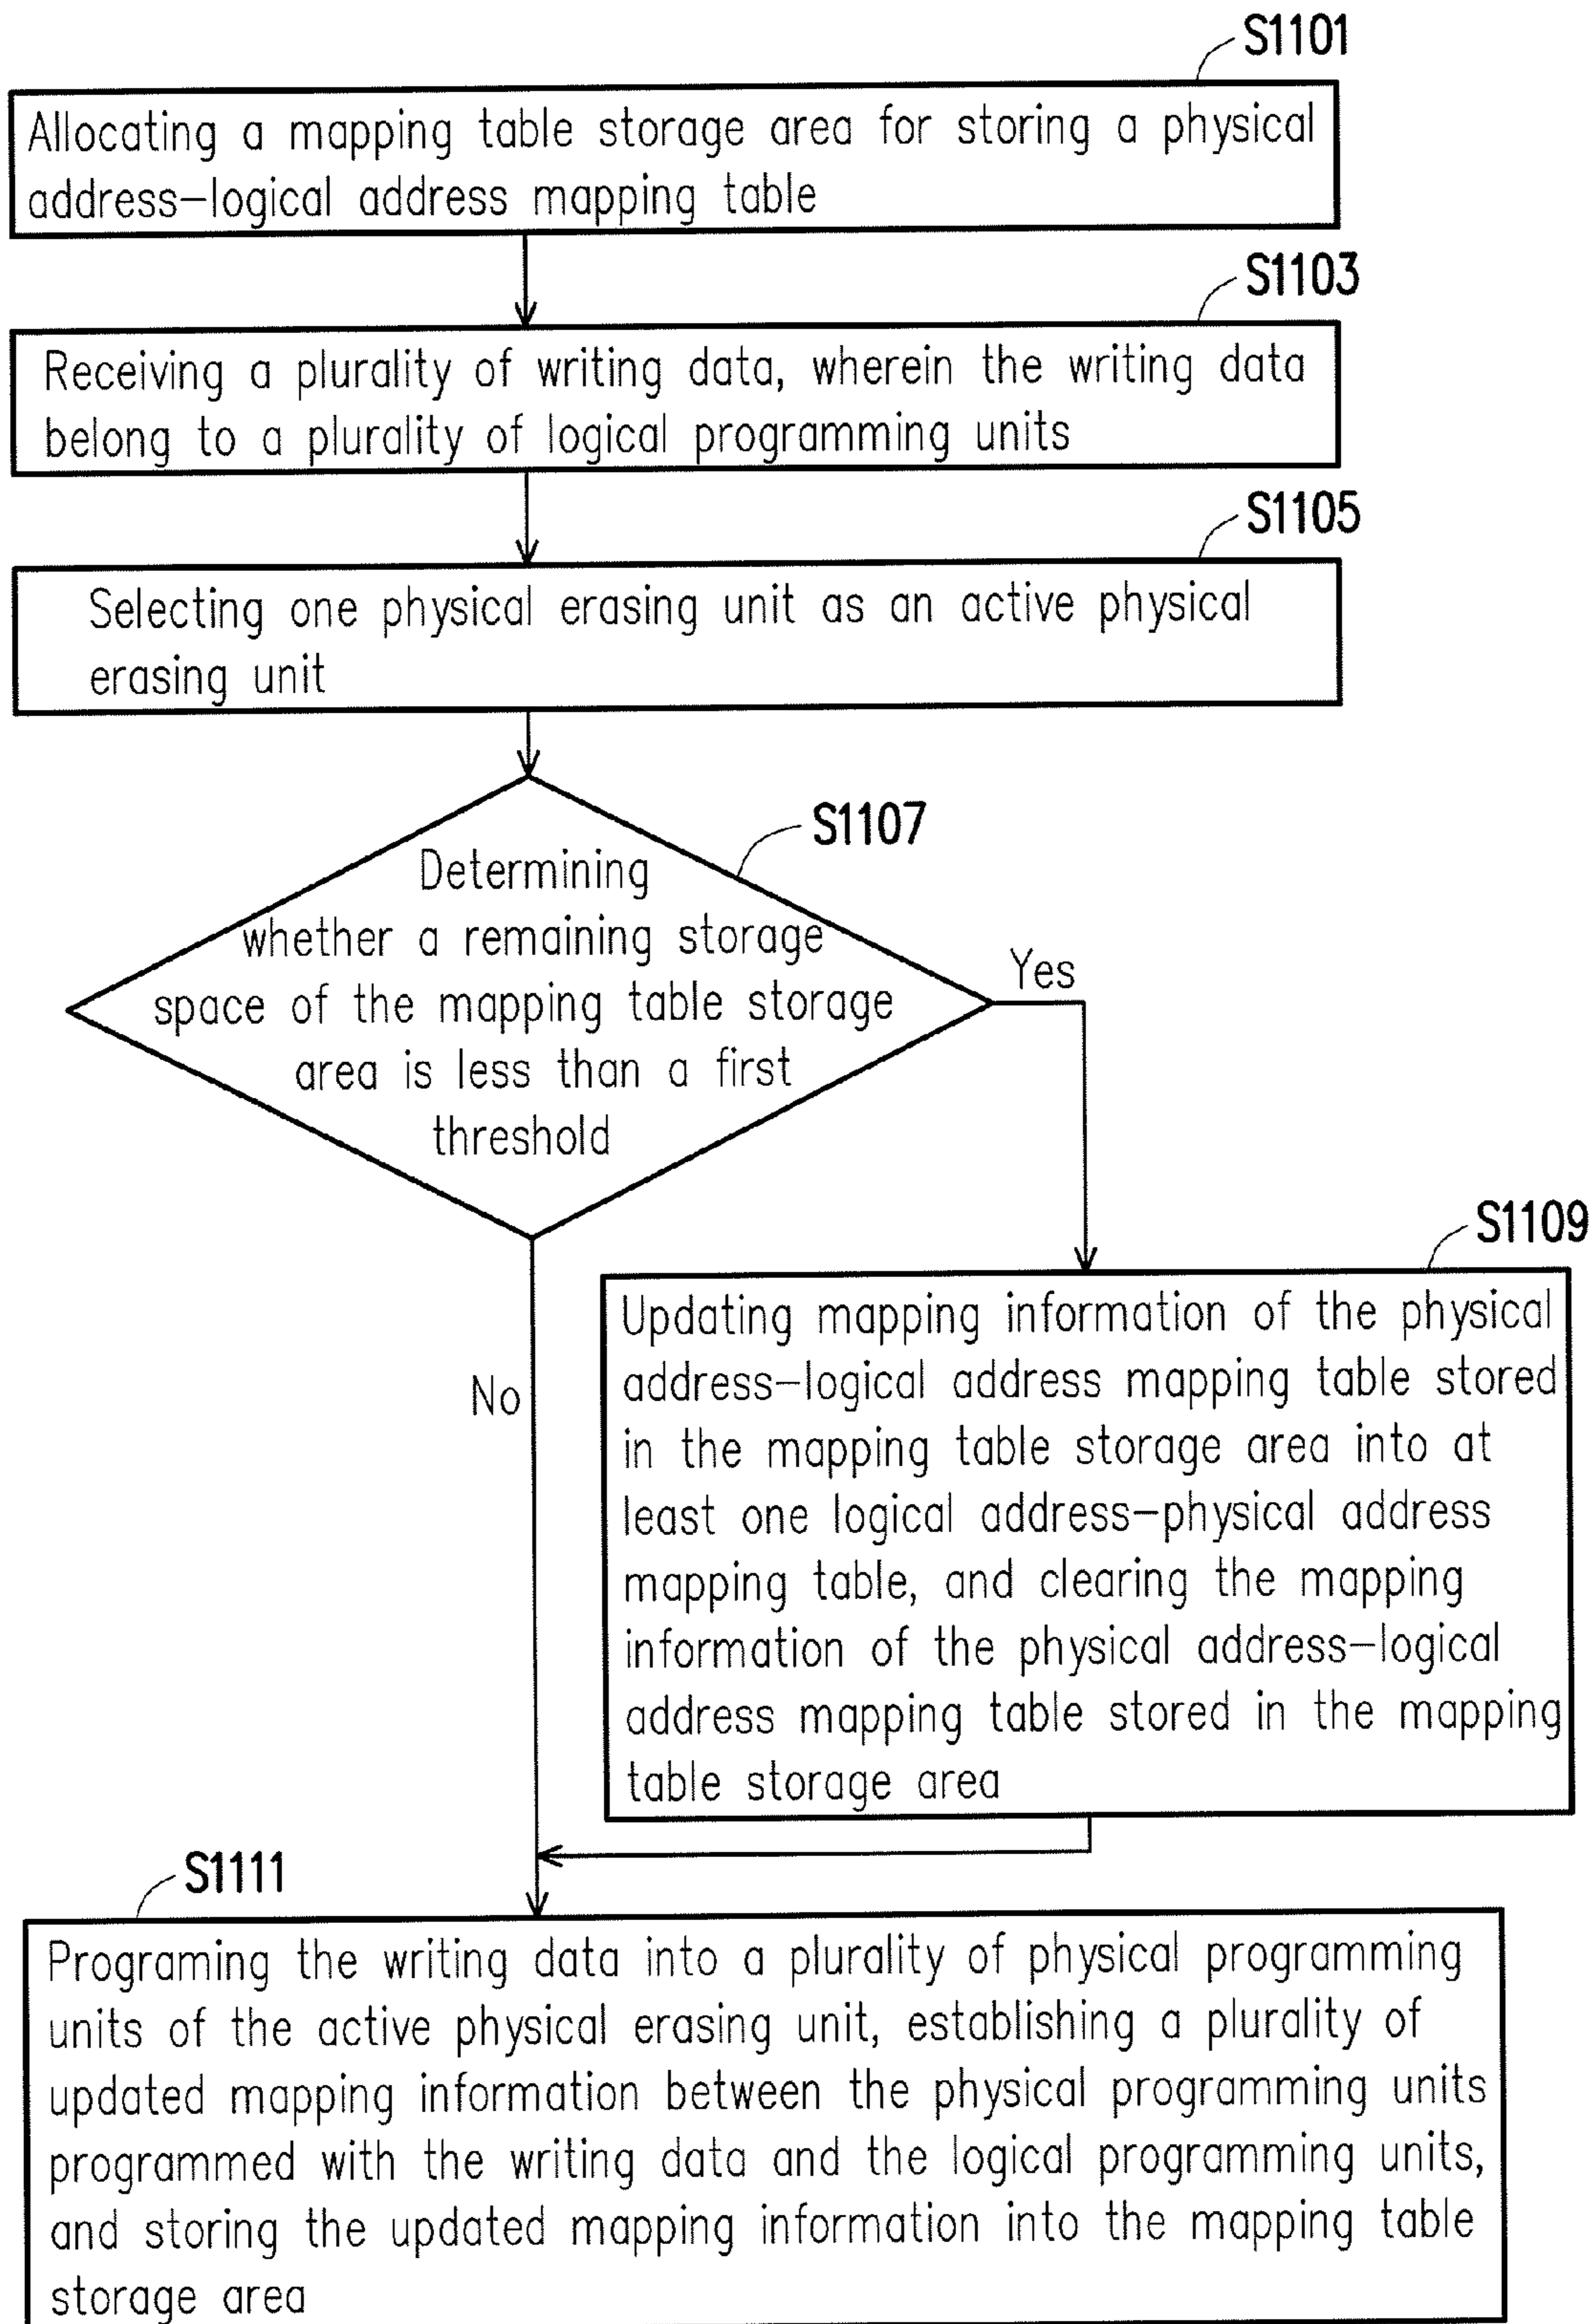 S1101
Allocating a mapping table storage area for storing a physical
address-logical address mapping table
S1103
Receiving a plurality of writing data, wherein the writing data
belong to a plurality of logical programming units
S1105
Selecting one physical erasing unit as an active physical
erasing unit
S1107
Determining
whether a remaining storage
space of the mapping table storage
area is less than a first
threshold
Yes
No
S1109
Updating mapping information of the physical
address-logical address mapping table stored
in the mapping table storage area into at
least one logical address-physical address
mapping table, and clearing the mapping
information of the physical address-logical
address mapping table stored in the mapping
table storage area
S1111
Programing the writing data into a plurality of physical programming
units of the active physical erasing unit, establishing a plurality of
updated mapping information between the physical programming units
programmed with the writing data and the logical programming units,
and storing the updated mapping information into the mapping table
storage area